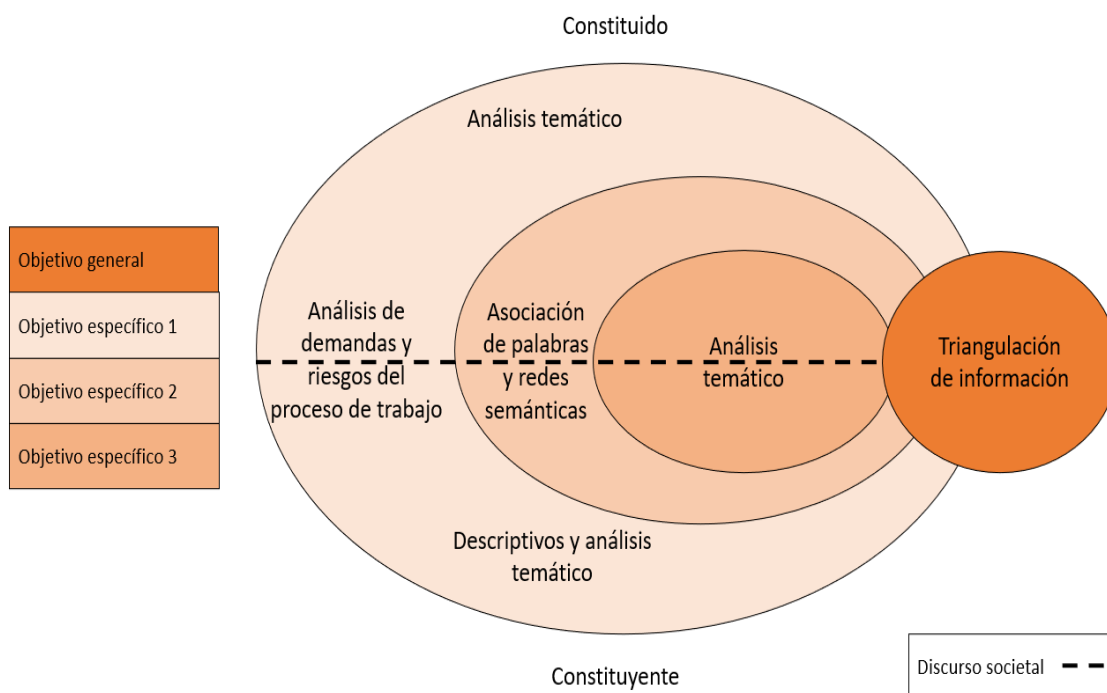 Constituido
Análisis temático
Objetivo general
Objetivo específico 1
Objetivo específico 2
Objetivo específico 3
Análisis de
demandas y
riesgos del
proceso de trabajo
Asociación
de palabras
y redes
semánticas
Análisis
temático
Triangulación
de información
Descriptivos y análisis
temático
Constituyente
Discurso societal